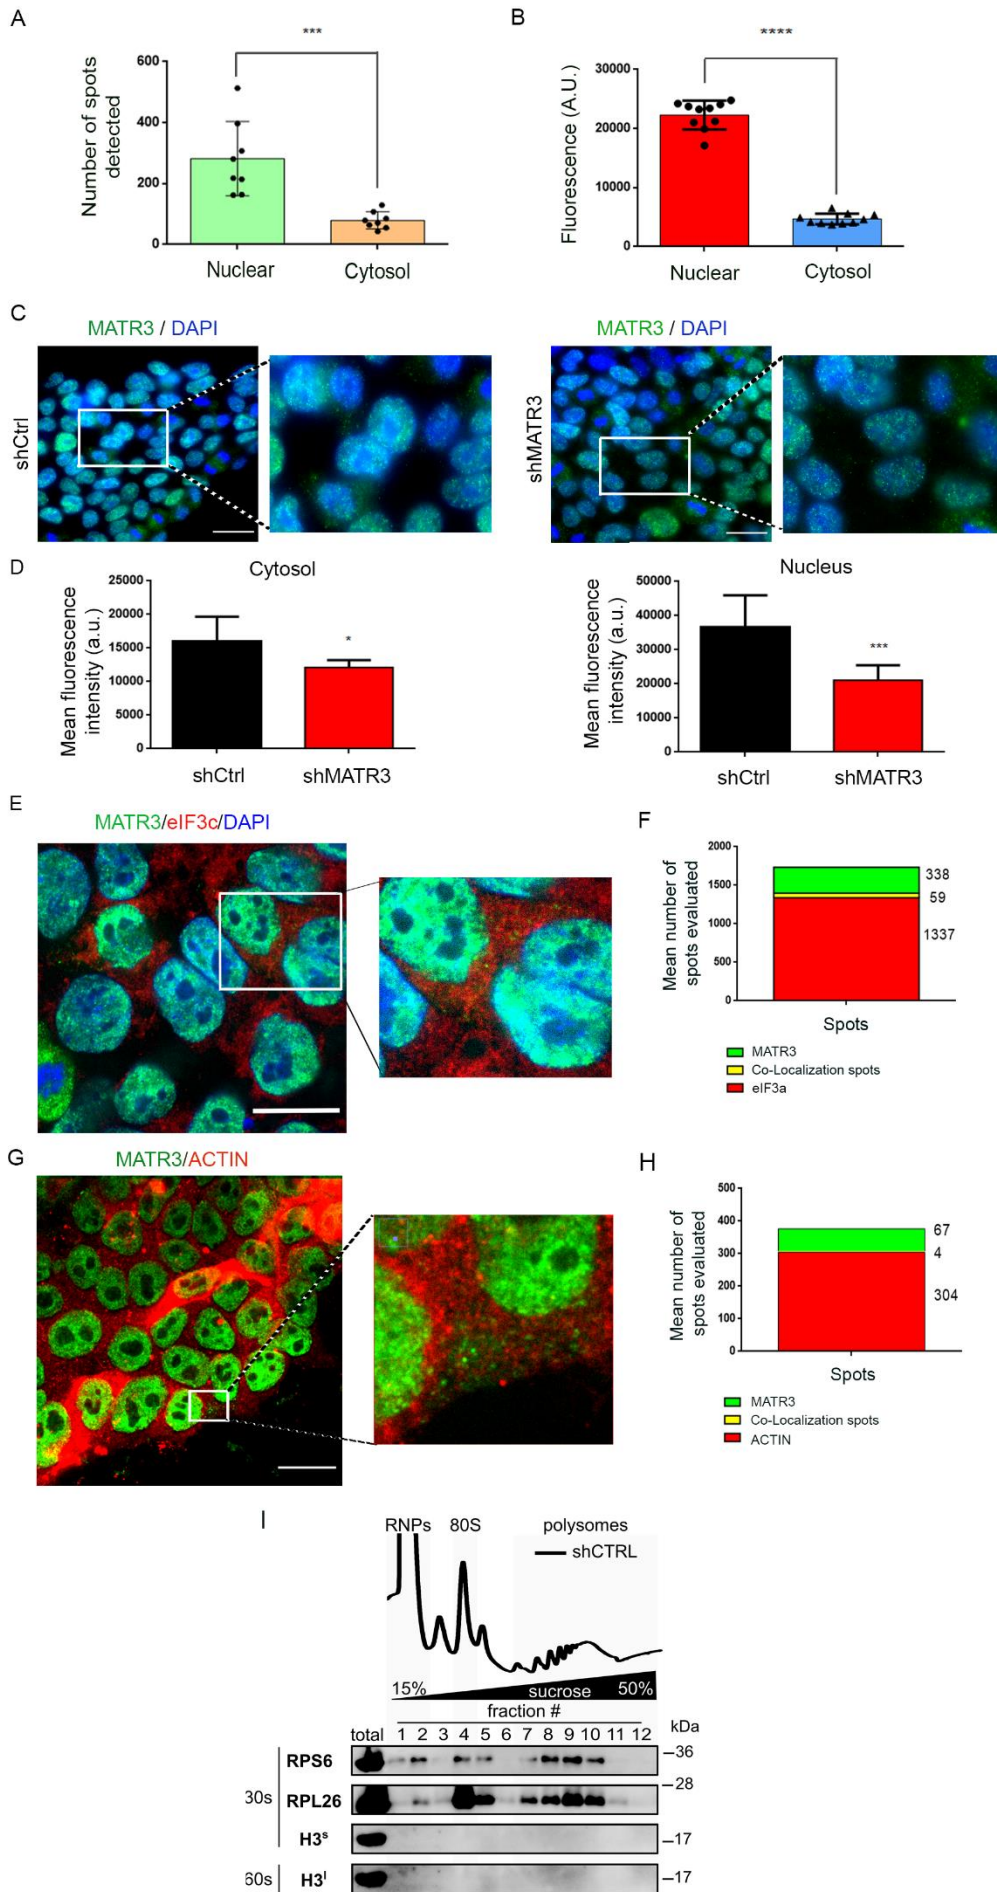 A
***
Number of spots
detected
600
400
200
0
Nuclear
Cytosol
B
****
Fluorescence (A.U.)
30000
20000
10000
0
Nuclear
Cytosol
C
MATR3 / DAPI
shCtrl
MATR3 / DAPI
shMATR3
D
Cytosol
Mean fluorescence
intensity (a.u.)
25000
20000
15000
10000
5000
0
*
shCtrl
shMATR3
Nucleus
Mean fluorescence
intensity (a.u.)
50000
40000
30000
20000
10000
0
***
shCtrl
shMATR3
E
MATR3/eIF3c/DAPI
F
Mean number of
spots evaluated
2000
1500
1000
500
0
338
59
1337
Spots
MATR3
Co-Localization spots
eIF3a
G
MATR3/ACTIN
H
Mean number of
spots evaluated
500
400
300
200
100
0
67
4
304
Spots
MATR3
Co-Localization spots
ACTIN
I
RNPs 80S polysomes
shCTRL
15% sucrose 50%
fraction #
total 1 2 3 4 5 6 7 8 9 10 11 12 kDa
RPS6 –36
–28
30s RPL26
H3ˢ –17
60s H3ˡ –17